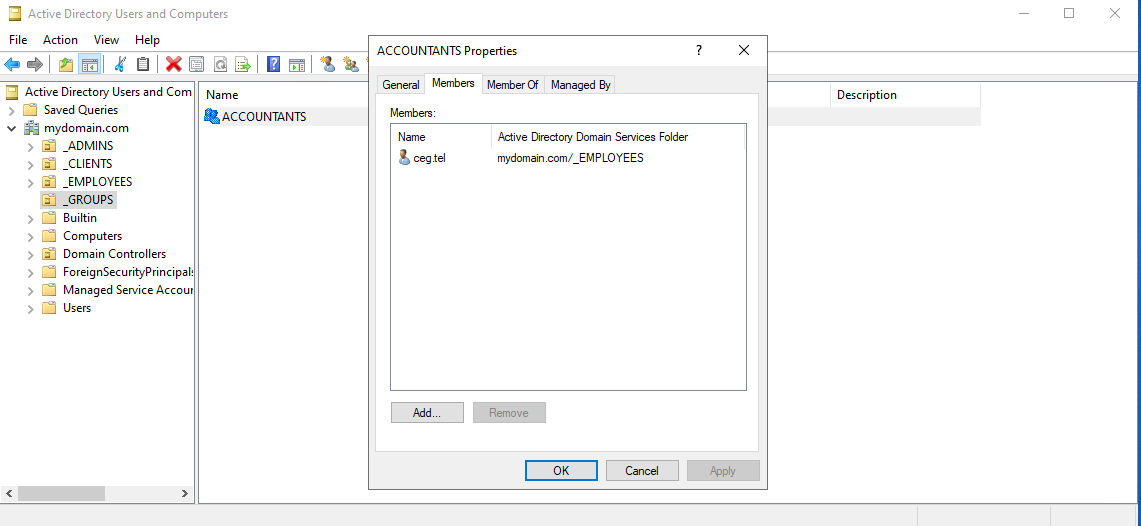 Active Directory Users and Computers
File Action View Help
Active Directory Users and Com
Saved Queries
mydomain.com
_ADMINS
_CLIENTS
_EMPLOYEES
_GROUPS
Builtin
Computers
Domain Controllers
ForeignSecurityPrincipals
Managed Service Accour
Users
Name
Description
ACCOUNTANTS
ACCOUNTANTS Properties
General Members Member Of Managed By
Members:
Name Active Directory Domain Services Folder
ceg.tel mydomain.com/_EMPLOYEES
Add... Remove
OK Cancel Apply